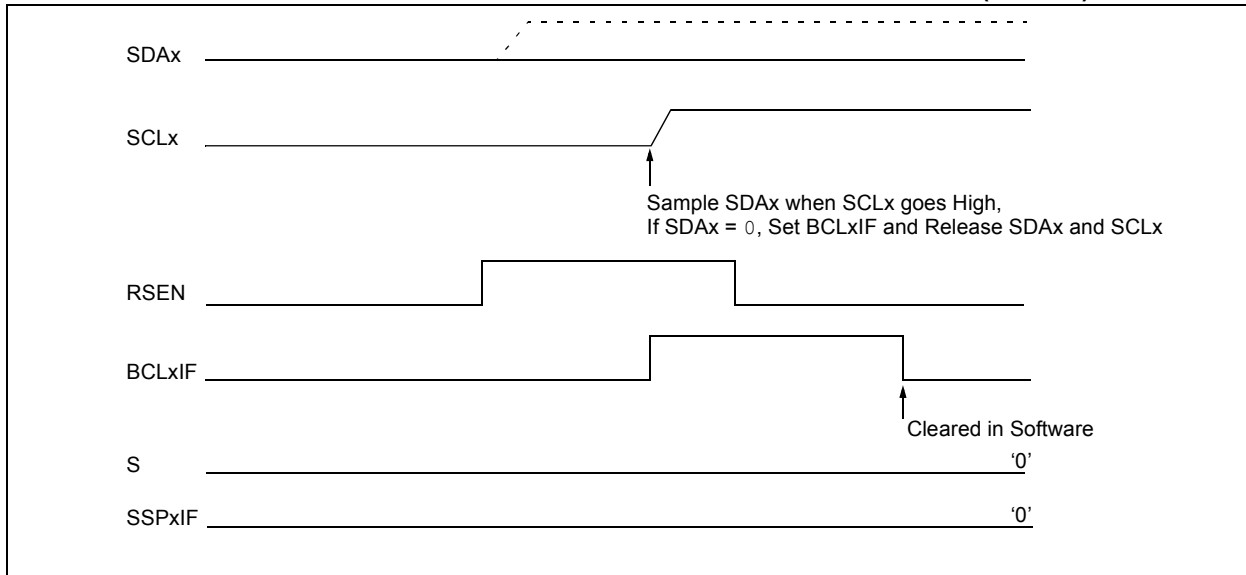 SDAx
SCLx
Sample SDAx when SCLx goes High,
If SDAx = 0, Set BCLxIF and Release SDAx and SCLx
RSEN
BCLxIF
Cleared in Software
S
‘0’
SSPxIF
‘0’